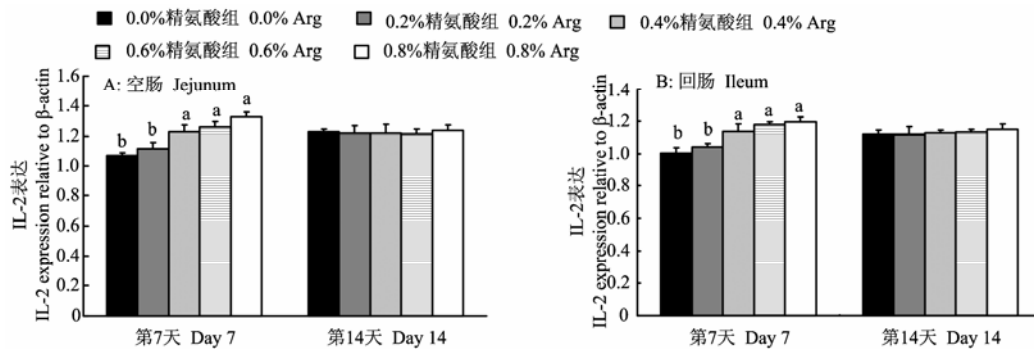 0.0%精氨酸组 0.0% Arg
0.2%精氨酸组 0.2% Arg
0.4%精氨酸组 0.4% Arg
0.6%精氨酸组 0.6% Arg
0.8%精氨酸组 0.8% Arg
A: 空肠 Jejunum
IL-2表达
IL-2 expression relative to β-actin
1.6
1.4
1.2
1.0
0.8
0.6
0.4
0.2
0
b b a a a
第7天 Day 7
第14天 Day 14
B: 回肠 Ileum
IL-2表达
IL-2 expression relative to β-actin
1.4
1.2
1.0
0.8
0.6
0.4
0.2
0
b b a a a
第7天 Day 7
第14天 Day 14